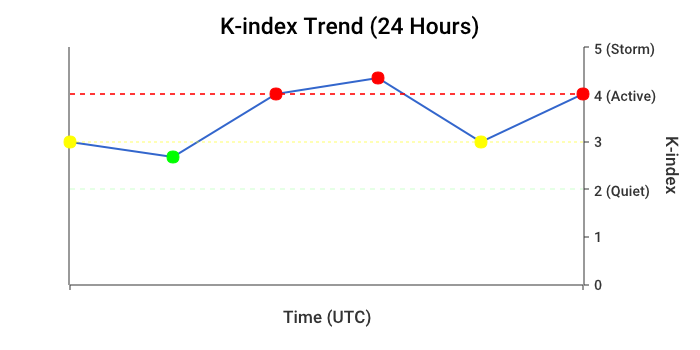 K-index Trend (24 Hours)
5 (Storm)
4 (Active)
3
2 (Quiet)
1
0
K-index
Time (UTC)